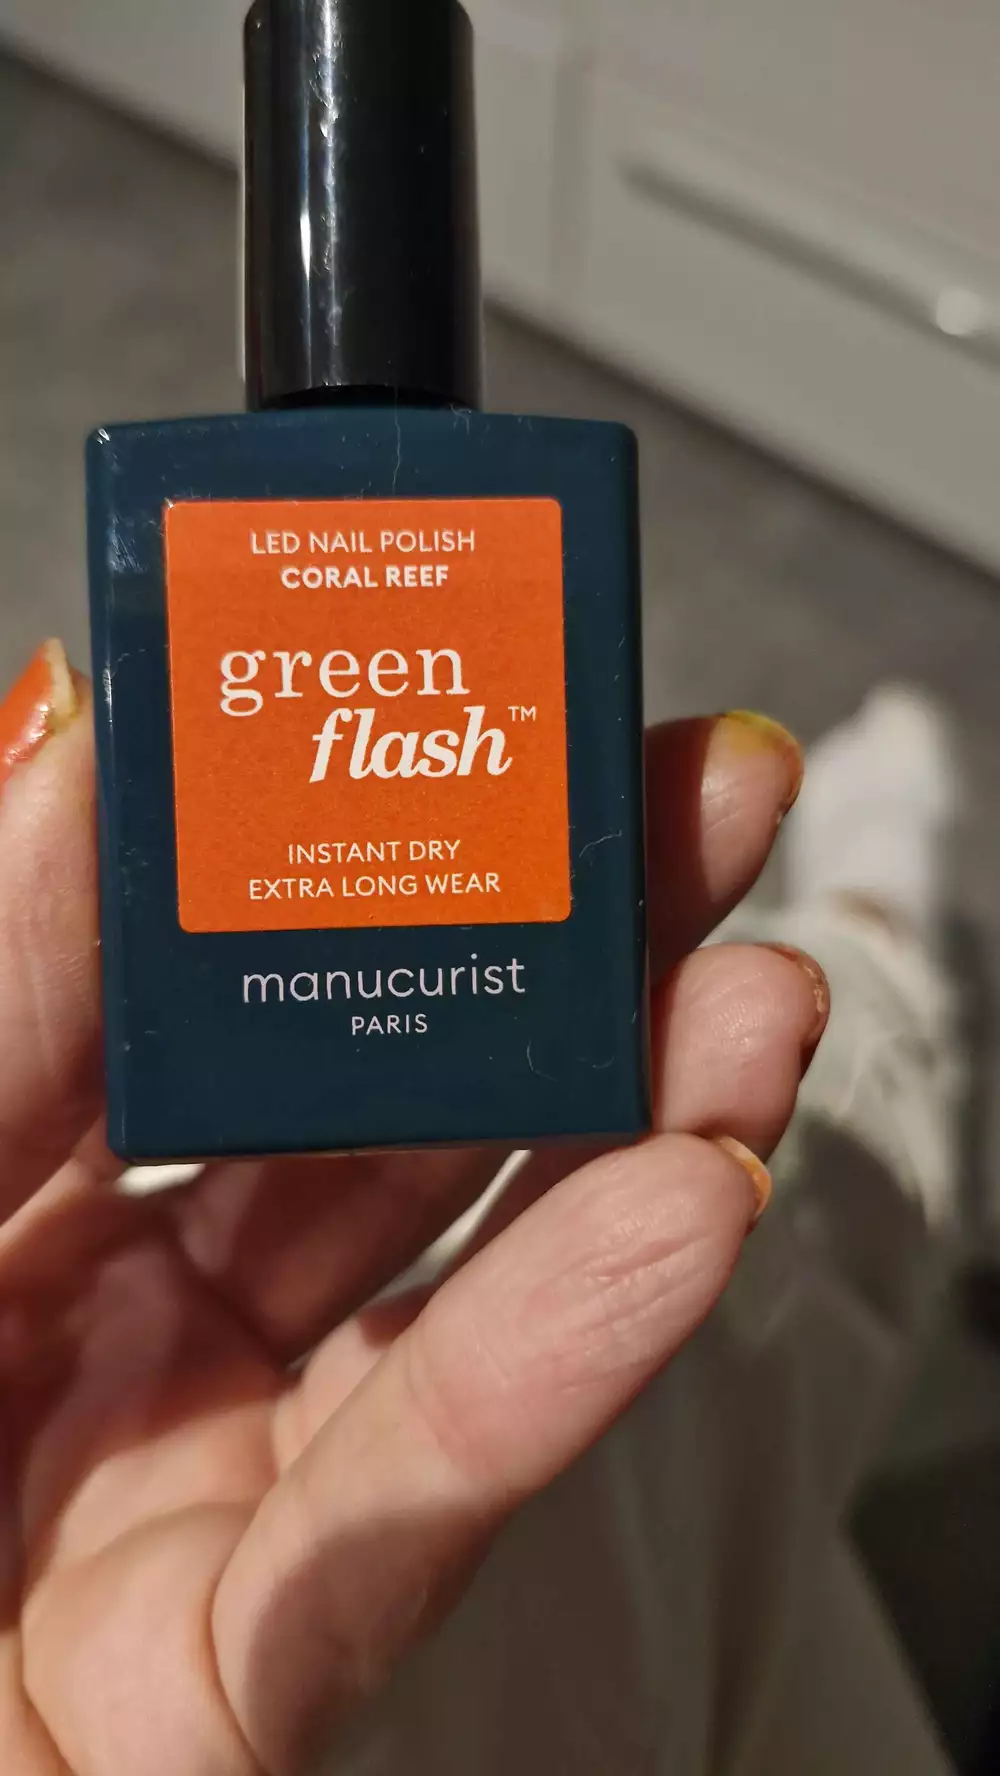 LED NAIL POLISH
CORAL REEF
green
flash™
INSTANT DRY
EXTRA LONG WEAR
manucurist
PARIS